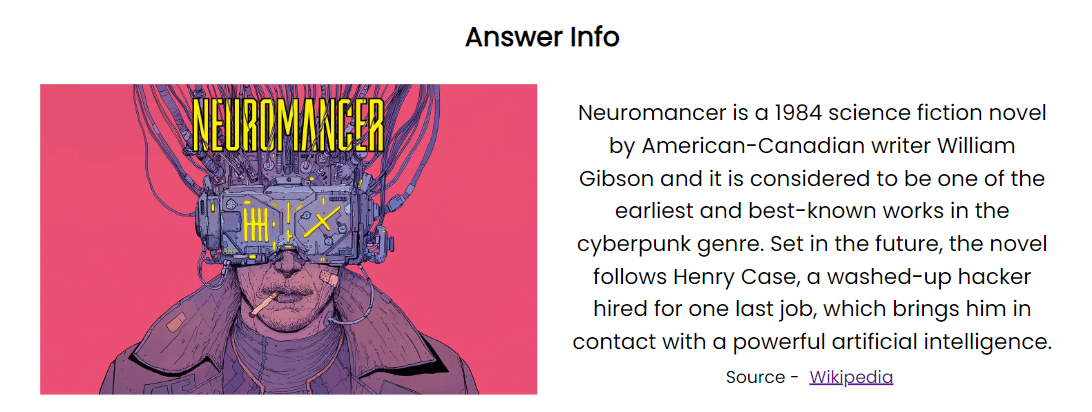 Answer Info
NEUROMANCER
Neuromancer is a 1984 science fiction novel
by American-Canadian writer William
Gibson and it is considered to be one of the
earliest and best-known works in the
cyberpunk genre. Set in the future, the novel
follows Henry Case, a washed-up hacker
hired for one last job, which brings him in
contact with a powerful artificial intelligence.
Source - Wikipedia